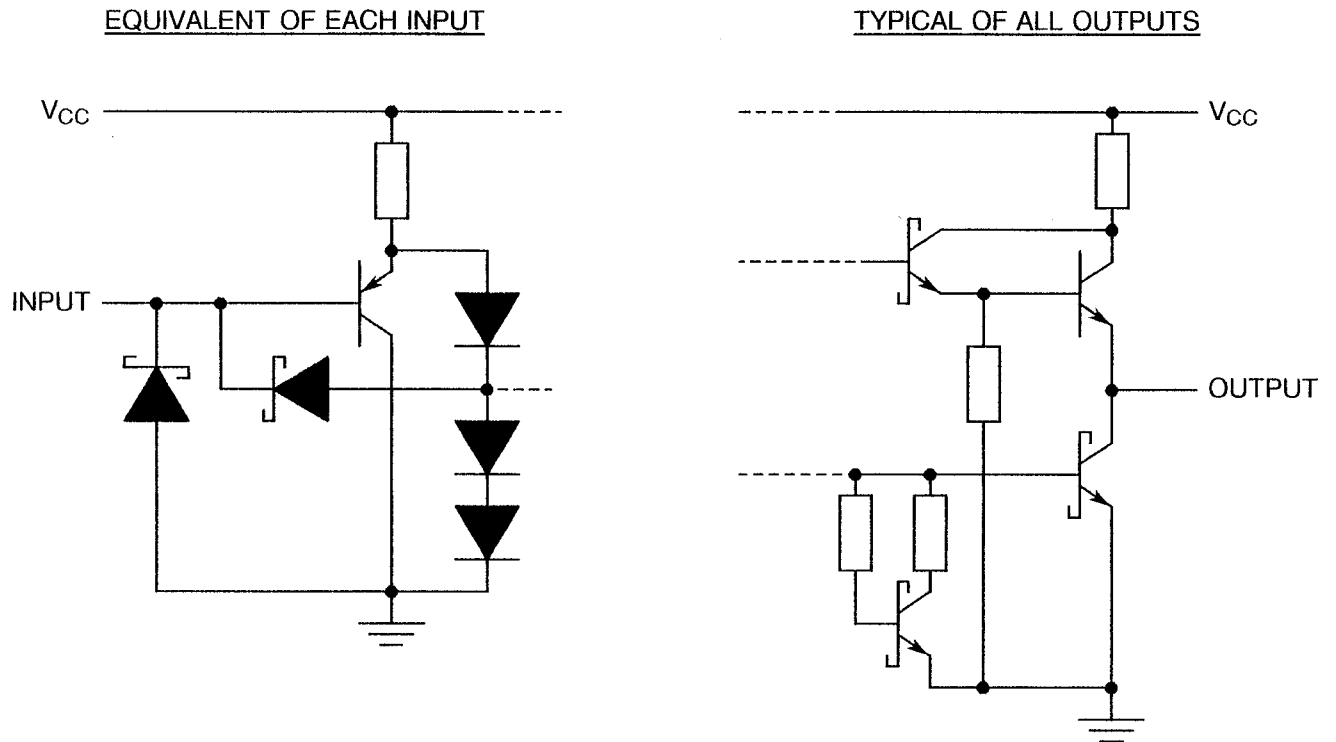 EQUIVALENT OF EACH INPUT
TYPICAL OF ALL OUTPUTS
VCC
VCC
INPUT
OUTPUT